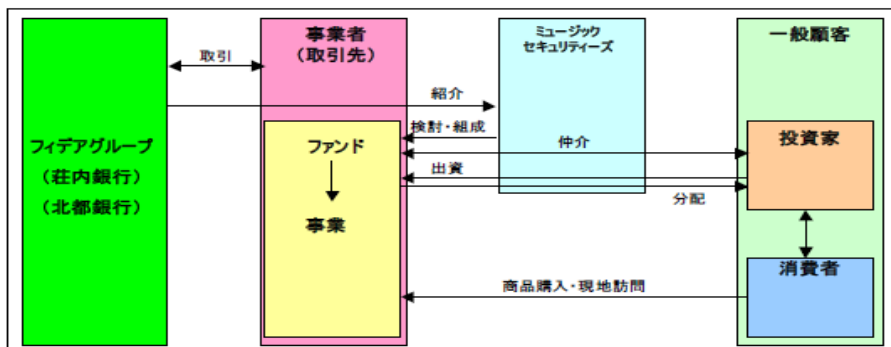 事業者
(取引先)
ミュージック
セキュリティーズ
一般顧客
取引
紹介
検討・組成
フィデアグループ
(荘内銀行)
(北都銀行)
ファンド
仲介
投資家
出資
分配
事業
消費者
商品購入・現地訪問